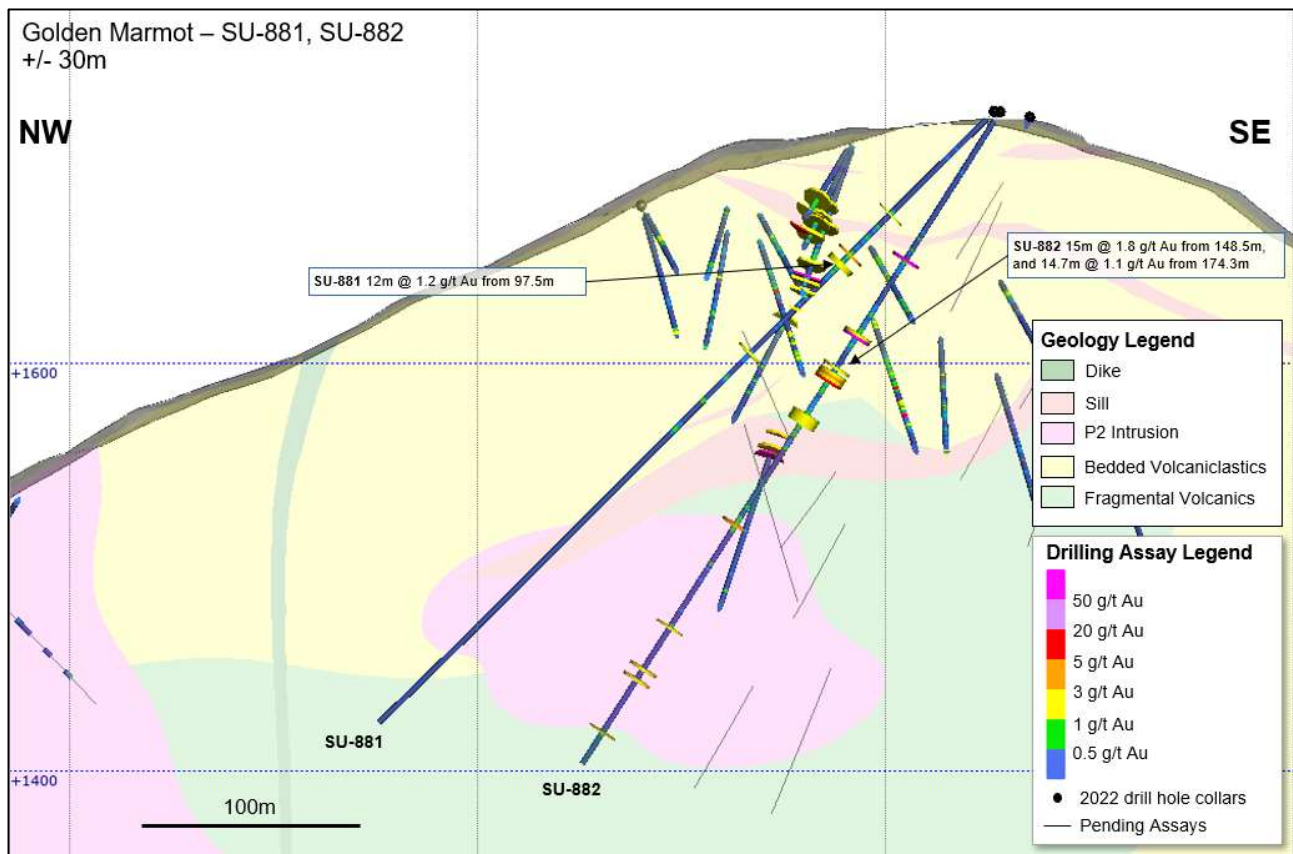 Golden Marmot – SU-881, SU-882
+/- 30m
NW
SE
SU-881 12m @ 1.2 g/t Au from 97.5m
SU-882 15m @ 1.8 g/t Au from 148.5m,
and 14.7m @ 1.1 g/t Au from 174.3m
+1600
Geology Legend
Dike
Sill
P2 Intrusion
Bedded Volcaniclastics
Fragmental Volcanics
Drilling Assay Legend
50 g/t Au
20 g/t Au
5 g/t Au
3 g/t Au
1 g/t Au
0.5 g/t Au
2022 drill hole collars
Pending Assays
SU-881
+1400
SU-882
100m